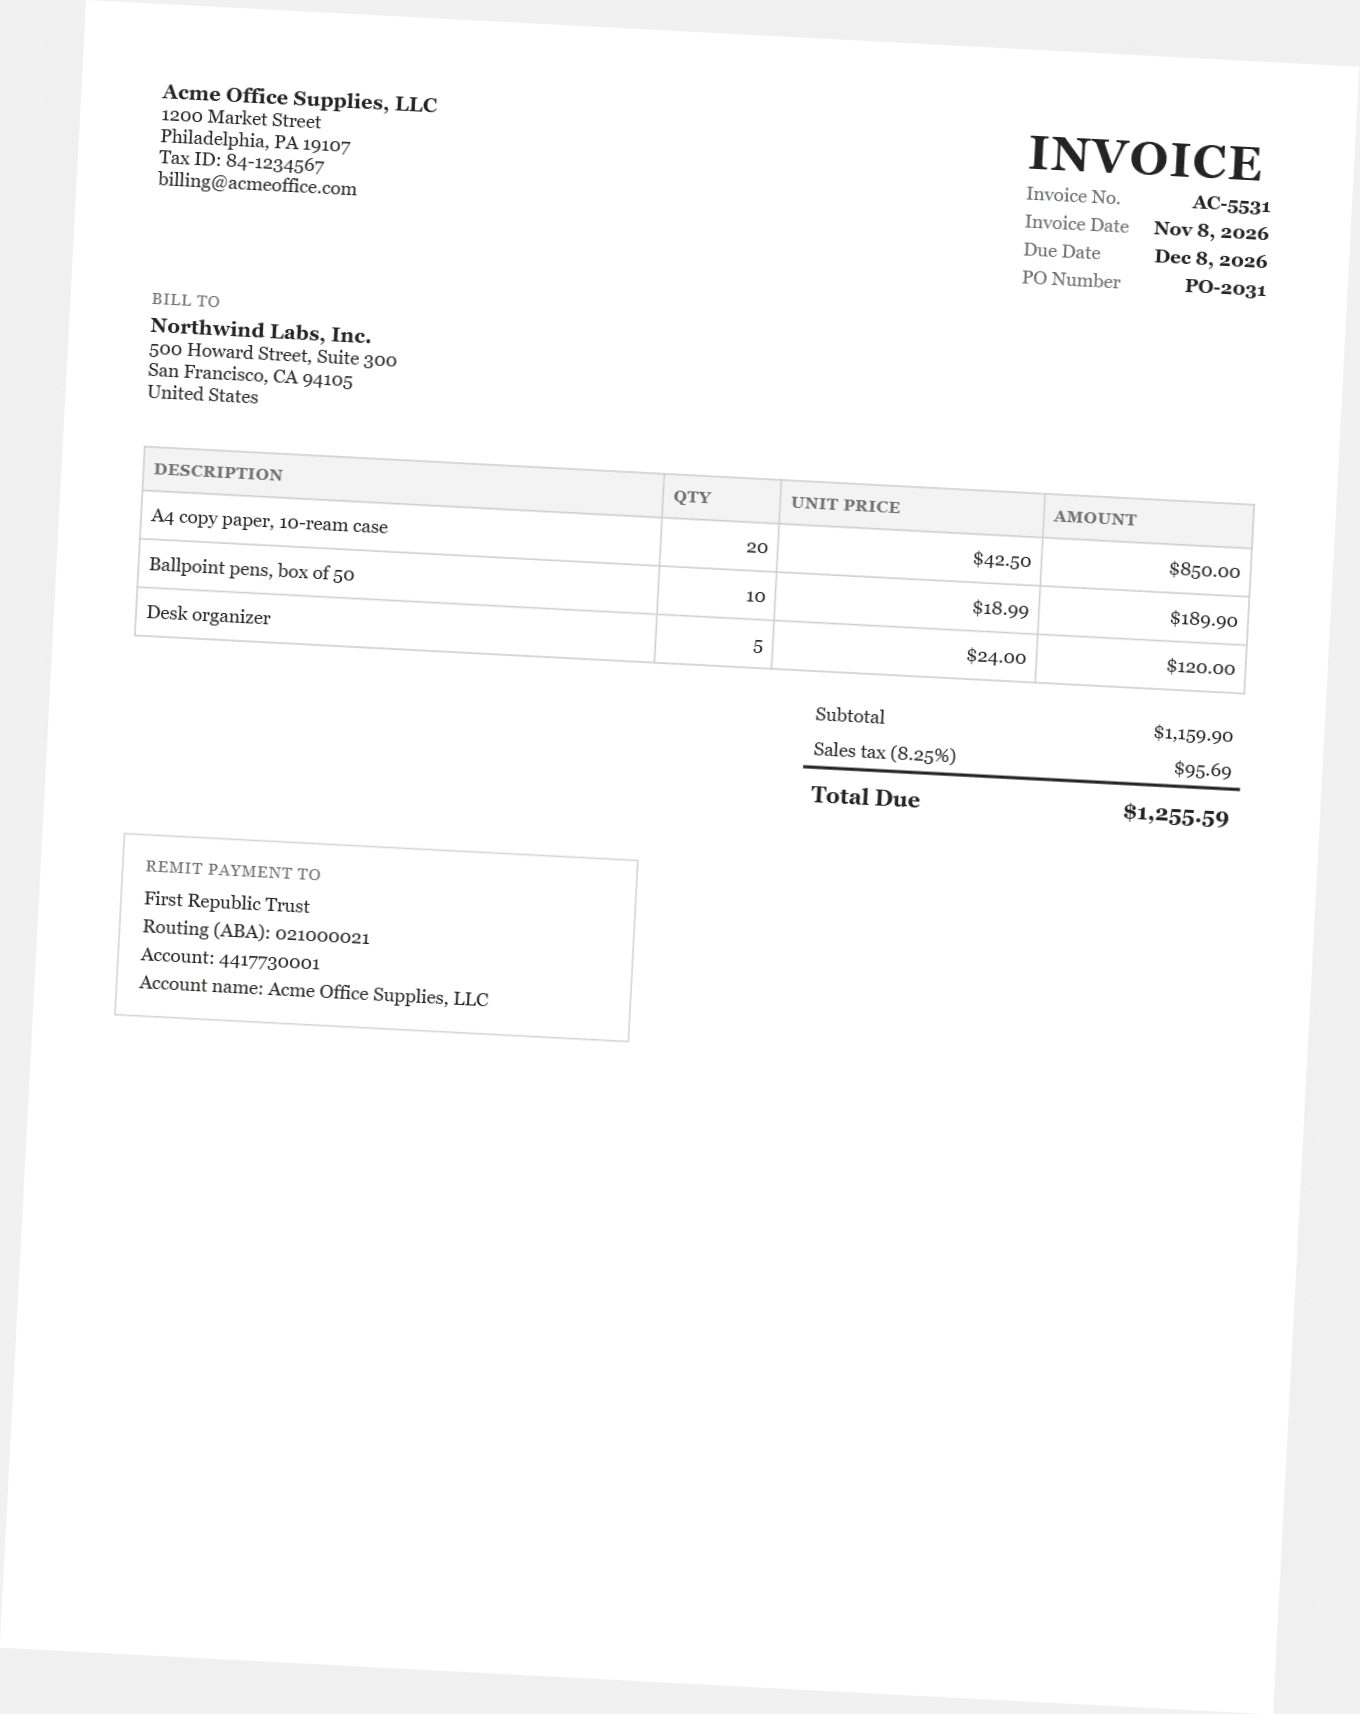 Acme Office Supplies, LLC
1200 Market Street
Philadelphia, PA 19107
Tax ID: 84-1234567
billing@acmeoffice.com
INVOICE
Invoice No. AC-5531
Invoice Date Nov 8, 2026
Due Date Dec 8, 2026
PO Number PO-2031
BILL TO
Northwind Labs, Inc.
500 Howard Street, Suite 300
San Francisco, CA 94105
United States
DESCRIPTION QTY UNIT PRICE AMOUNT
A4 copy paper, 10-ream case 20 $42.50 $850.00
Ballpoint pens, box of 50 10 $18.99 $189.90
Desk organizer 5 $24.00 $120.00
Subtotal $1,159.90
Sales tax (8.25%) $95.69
Total Due $1,255.59
REMIT PAYMENT TO
First Republic Trust
Routing (ABA): 021000021
Account: 4417730001
Account name: Acme Office Supplies, LLC